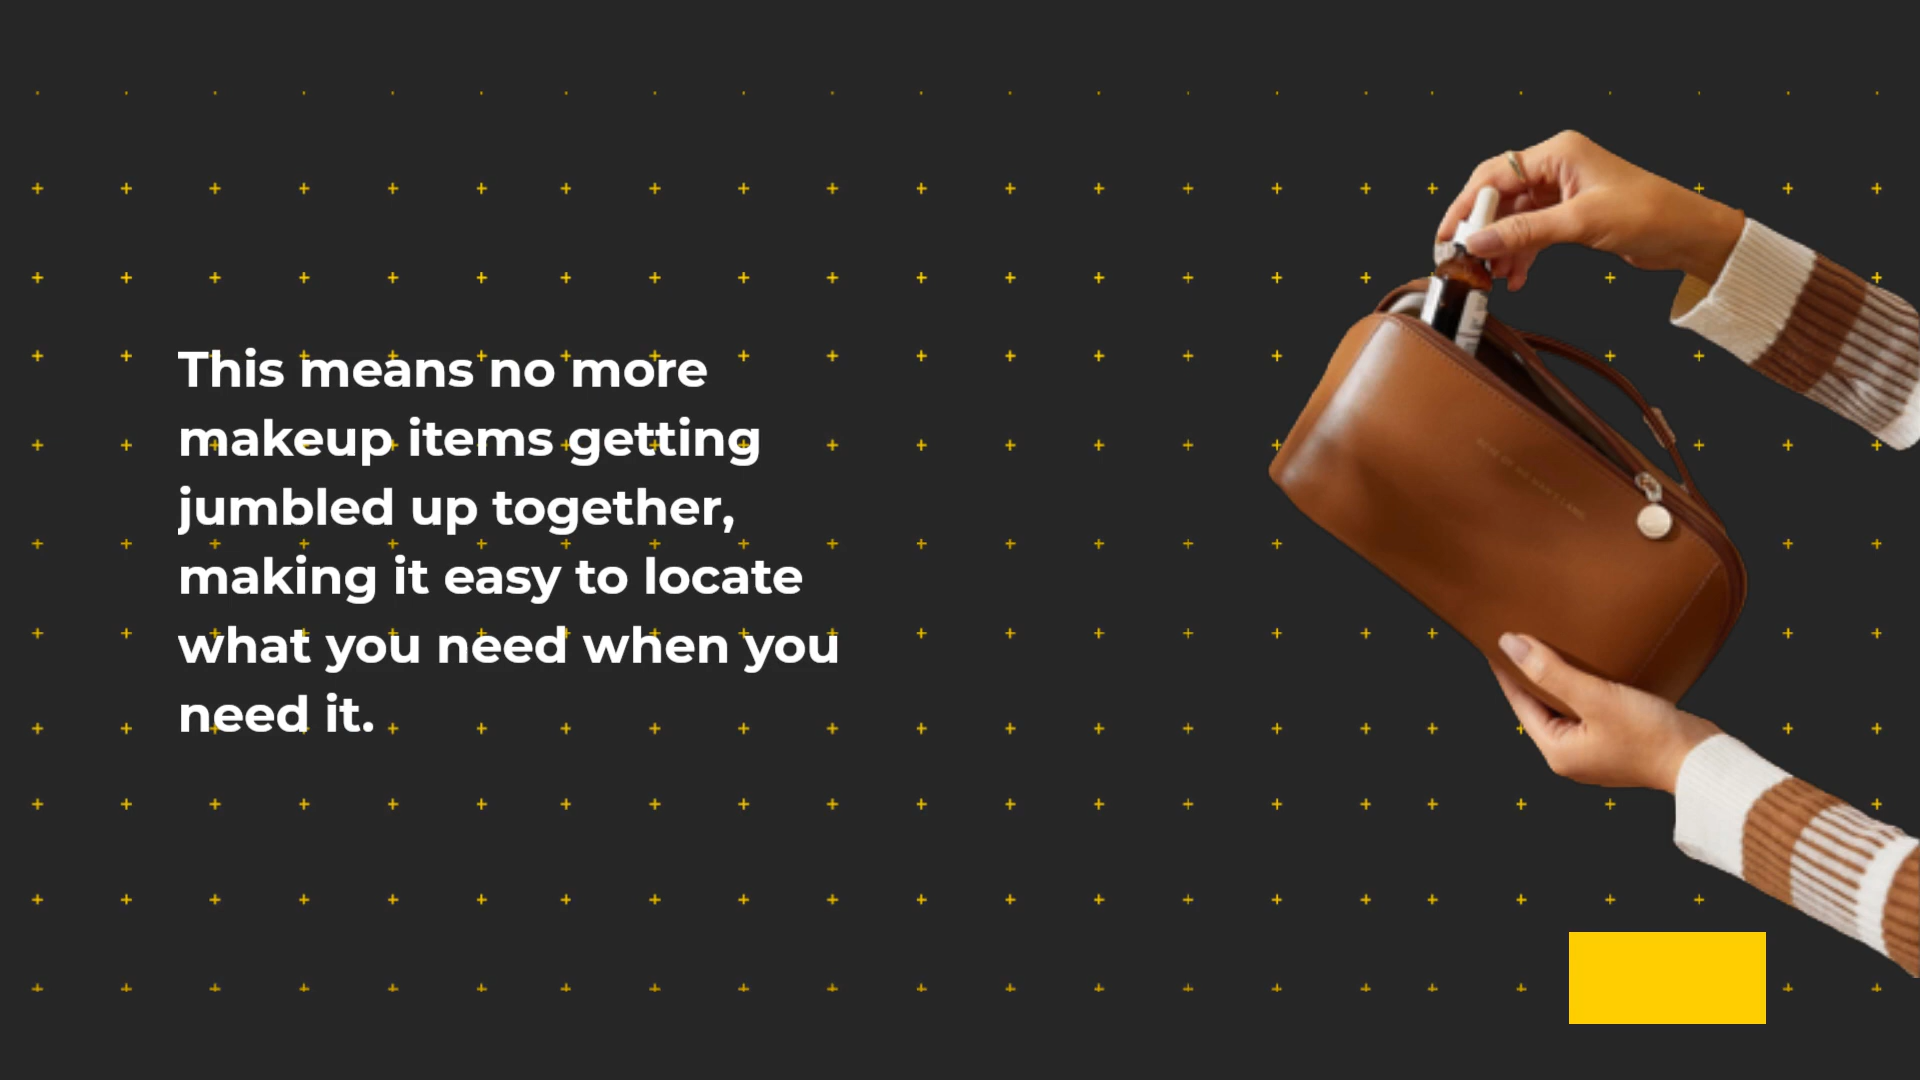 This means no more
makeup items getting
jumbled up together,
making it easy to locate
what you need when you
need it.